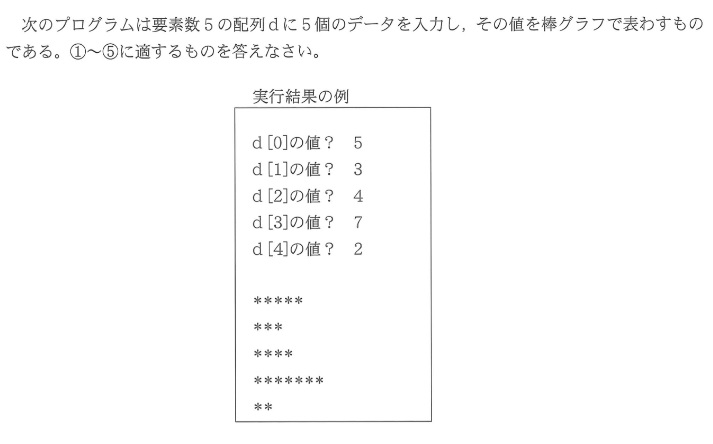 次のプログラムは要素数5の配列dに5個のデータを入力し，その値を棒グラフで表わすもの
である。①～⑤に適するものを答えなさい。
実行結果の例
d[0]の値？　5
d[1]の値？　3
d[2]の値？　4
d[3]の値？　7
d[4]の値？　2
*****
***
****
*******
**